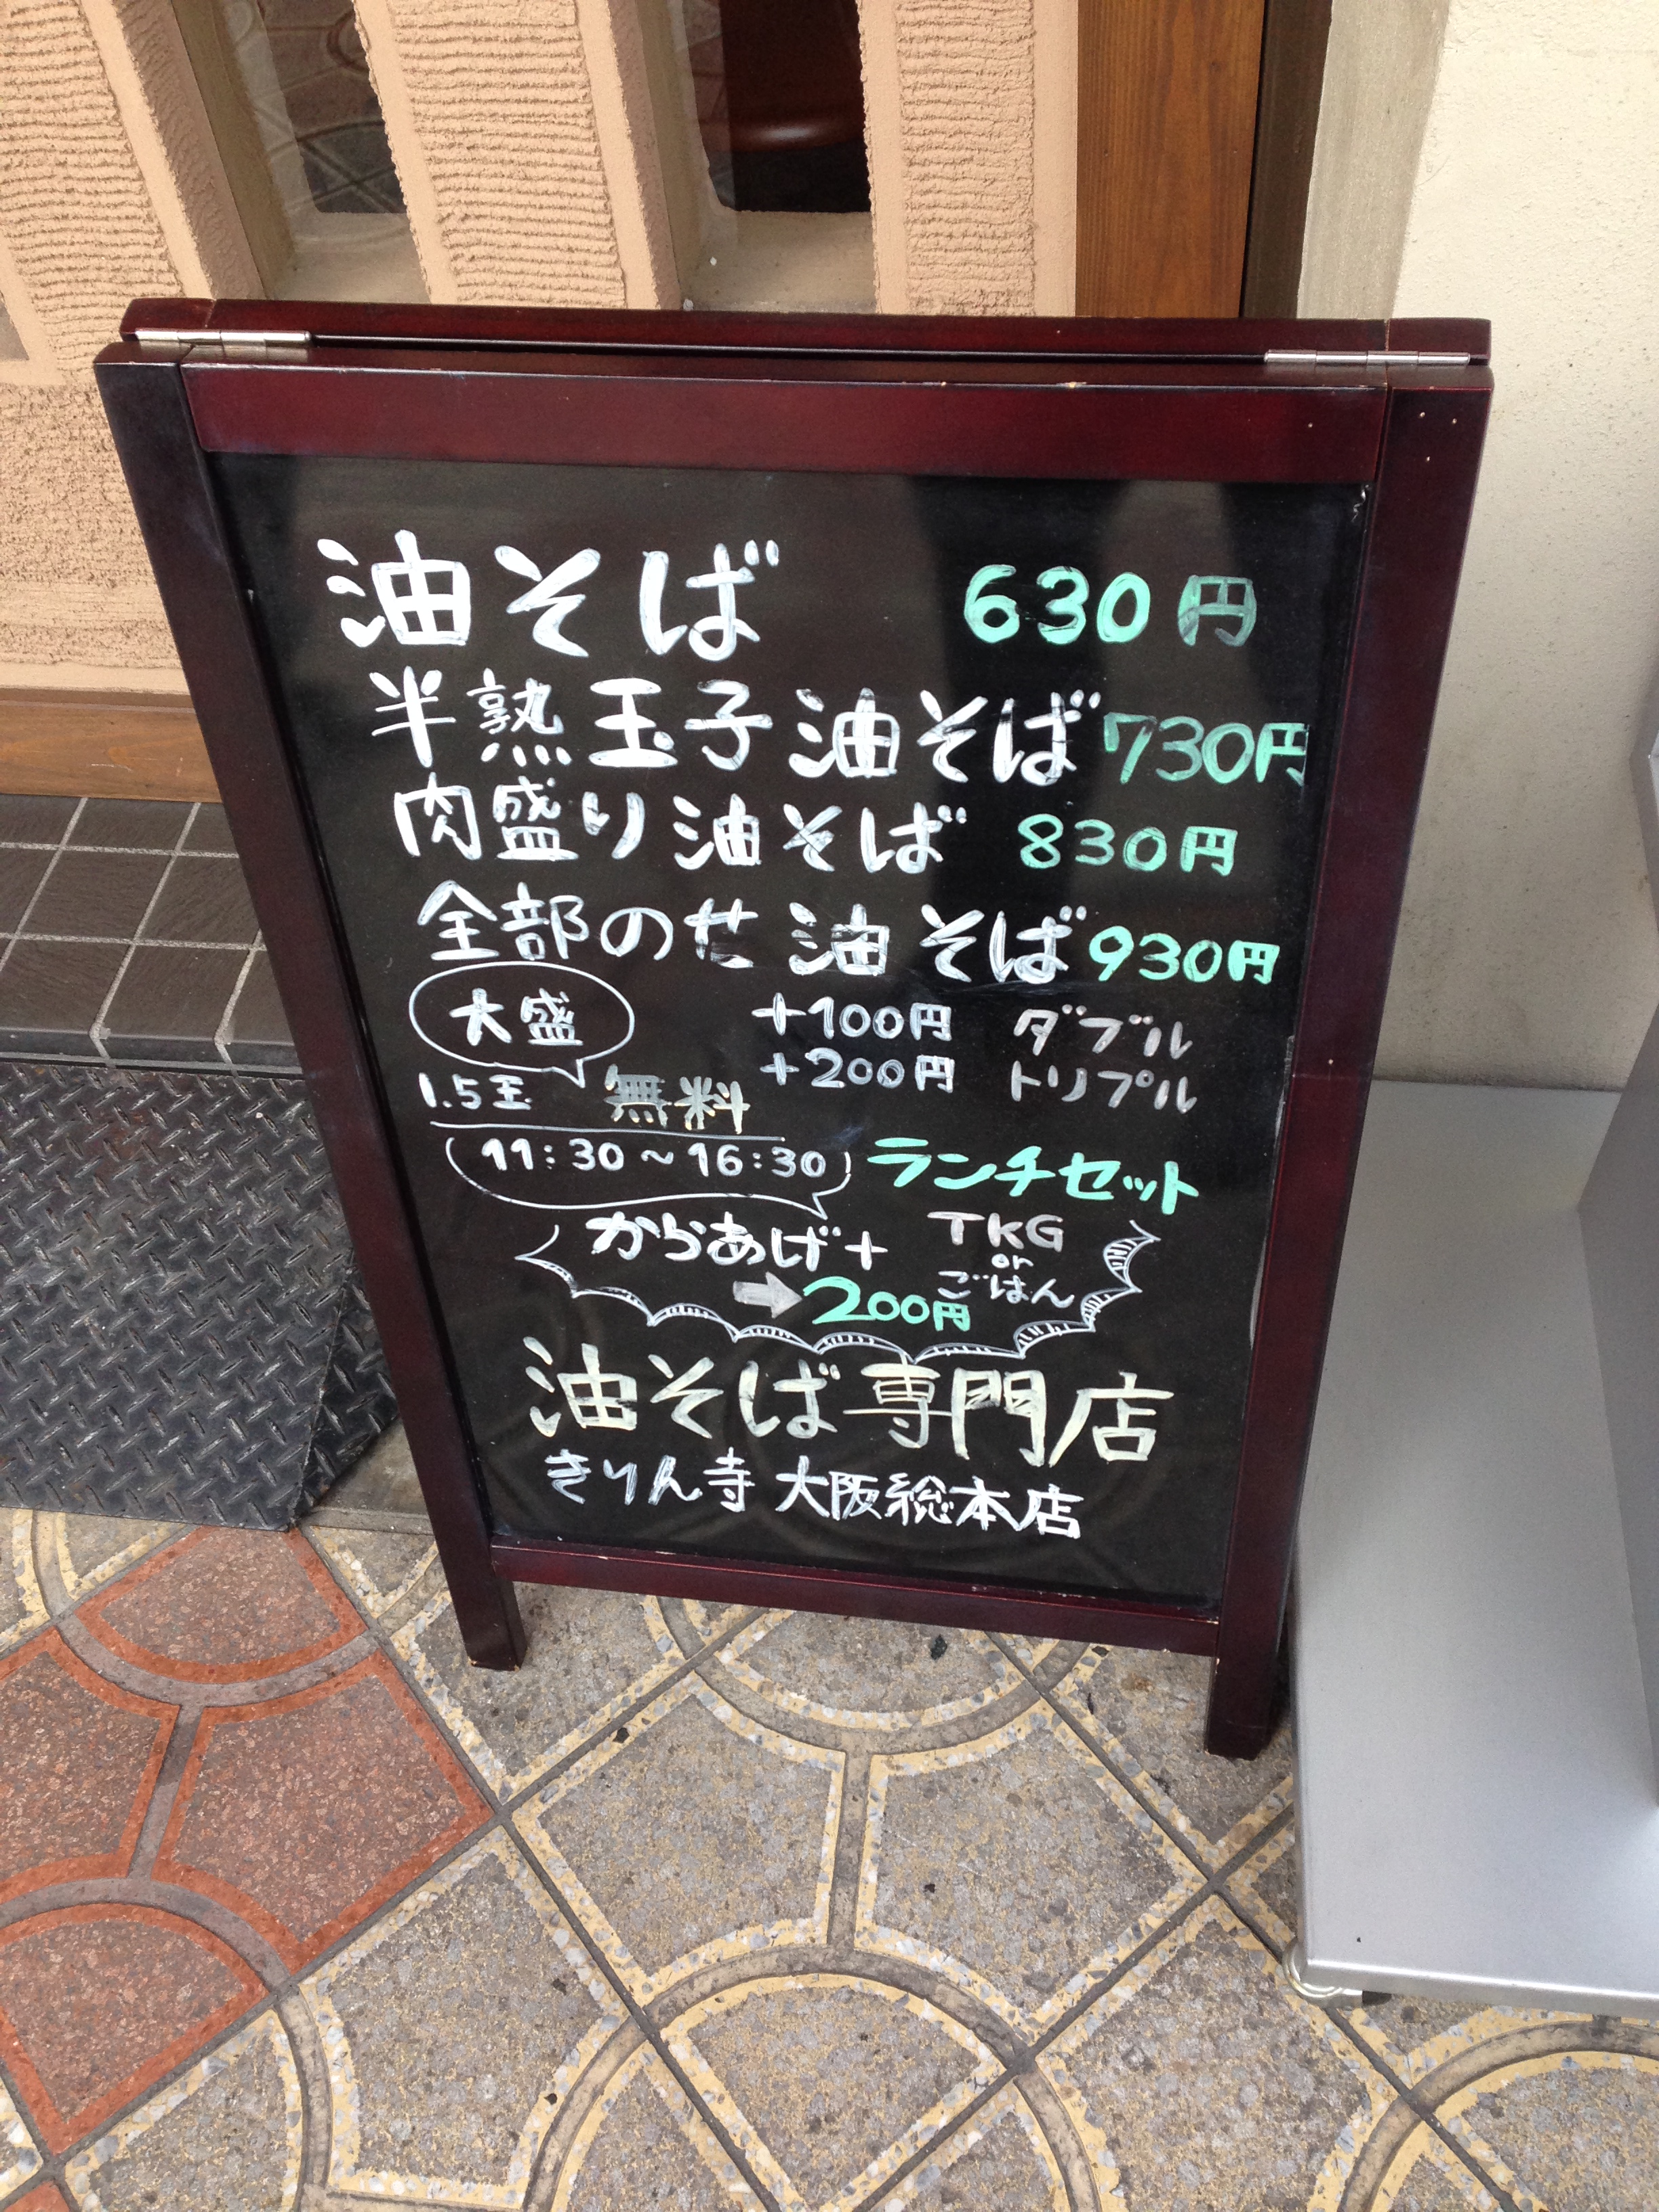 油そば 630円
半熟玉子油そば 730円
肉盛り油そば 830円
全部のせ油そば 930円
大盛 +100円 ダブル
+200円 トリプル
1.5玉 無料
11:30~16:30 ランチセット
からあげ+ TKG
or
ごはん
➡200円
油そば専門店
きりん寺 大阪総本店